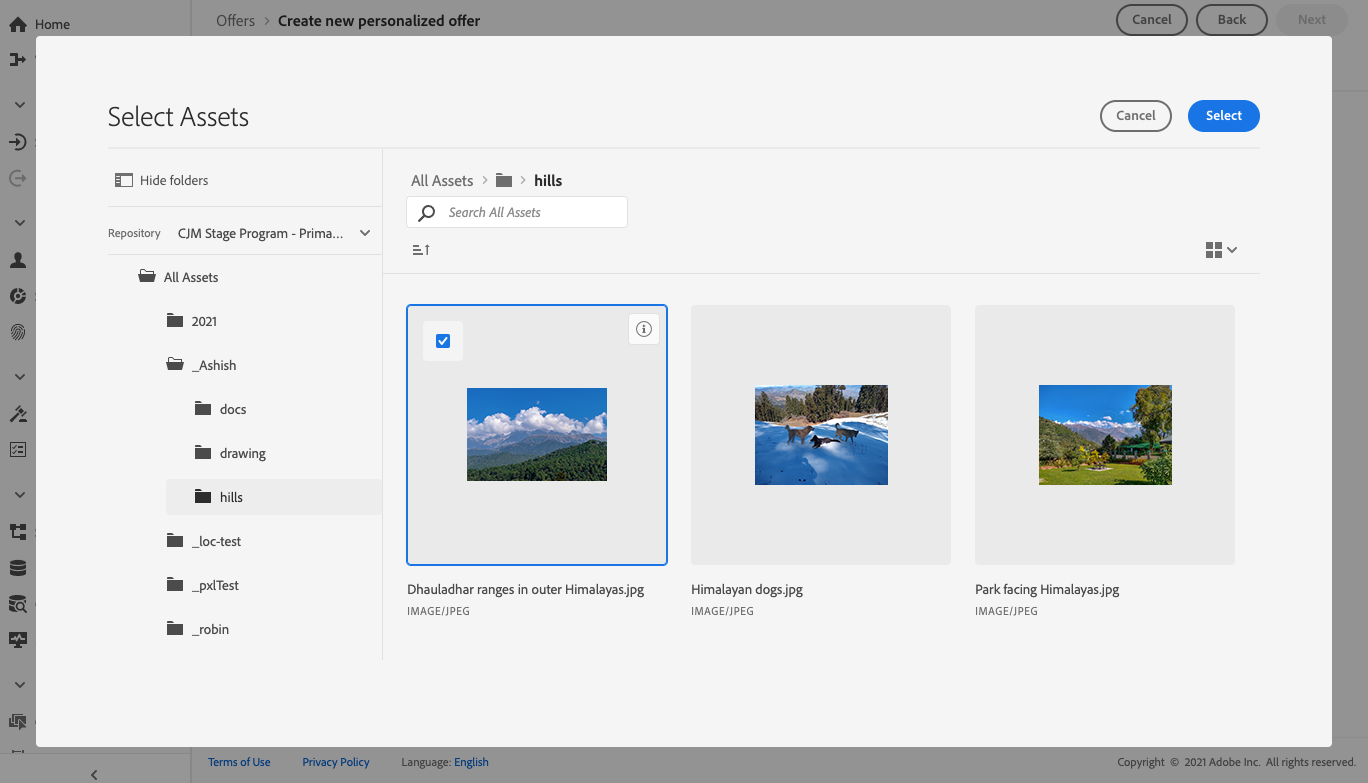 Home
Offers > Create new personalized offer
Cancel
Back
Next
Select Assets
Cancel
Select
Hide folders
Repository CJM Stage Program - Prima...
All Assets
2021
_Ashish
docs
drawing
hills
_loc-test
_pxlTest
_robin
All Assets > > hills
Search All Assets
Dhauladhar ranges in outer Himalayas.jpg
IMAGE/JPEG
Himalayan dogs.jpg
IMAGE/JPEG
Park facing Himalayas.jpg
IMAGE/JPEG
Terms of Use Privacy Policy Language: English
Copyright © 2021 Adobe Inc. All rights reserved.